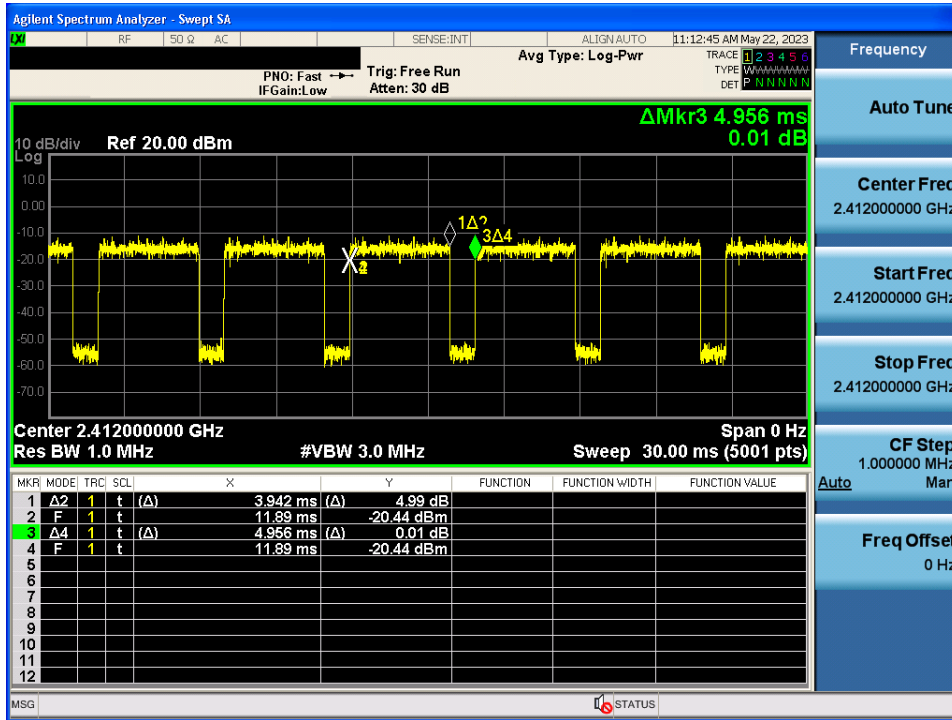 Agilent Spectrum Analyzer - Swept SA
LXI RF 50 Ω AC SENSE:INT ALIGN AUTO 11:12:45 AM May 22, 2023
Frequency
PNO: Fast
IFGain:Low
Trig: Free Run
Atten: 30 dB
Avg Type: Log-Pwr
TRACE 1 2 3 4 5 6
TYPE W
DET P N N N N N
ΔMkr3 4.956 ms
0.01 dB
10 dB/div Ref 20.00 dBm
Log
10.0
0.00
-10.0
-20.0
-30.0
-40.0
-50.0
-60.0
-70.0
1Δ2
3Δ4
Center 2.412000000 GHz Span 0 Hz
Res BW 1.0 MHz #VBW 3.0 MHz Sweep 30.00 ms (5001 pts)
MKR MODE TRC SCL X Y FUNCTION FUNCTION WIDTH FUNCTION VALUE
1 Δ2 1 t (Δ) 3.942 ms (Δ) 4.99 dB
2 F 1 t 11.89 ms -20.44 dBm
3 Δ4 1 t (Δ) 4.956 ms (Δ) 0.01 dB
4 F 1 t 11.89 ms -20.44 dBm
5
6
7
8
9
10
11
12
Auto Tune
Center Freq
2.412000000 GHz
Start Freq
2.412000000 GHz
Stop Freq
2.412000000 GHz
CF Step
1.000000 MHz
Auto Man
Freq Offset
0 Hz
MSG STATUS